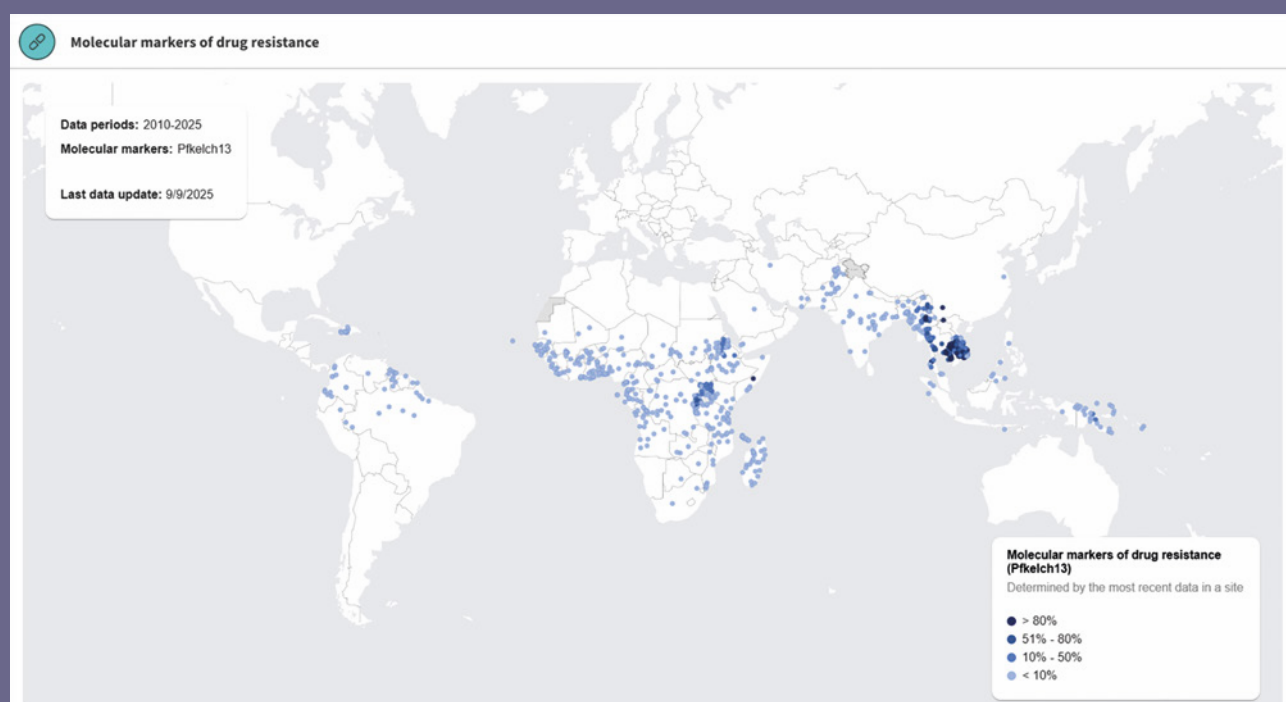 Molecular markers of drug resistance
Data periods: 2010-2025
Molecular markers: Pfkelch13
Last data update: 9/9/2025
Molecular markers of drug resistance
(Pfkelch13)
Determined by the most recent data in a site
> 80%
51% - 80%
10% - 50%
< 10%